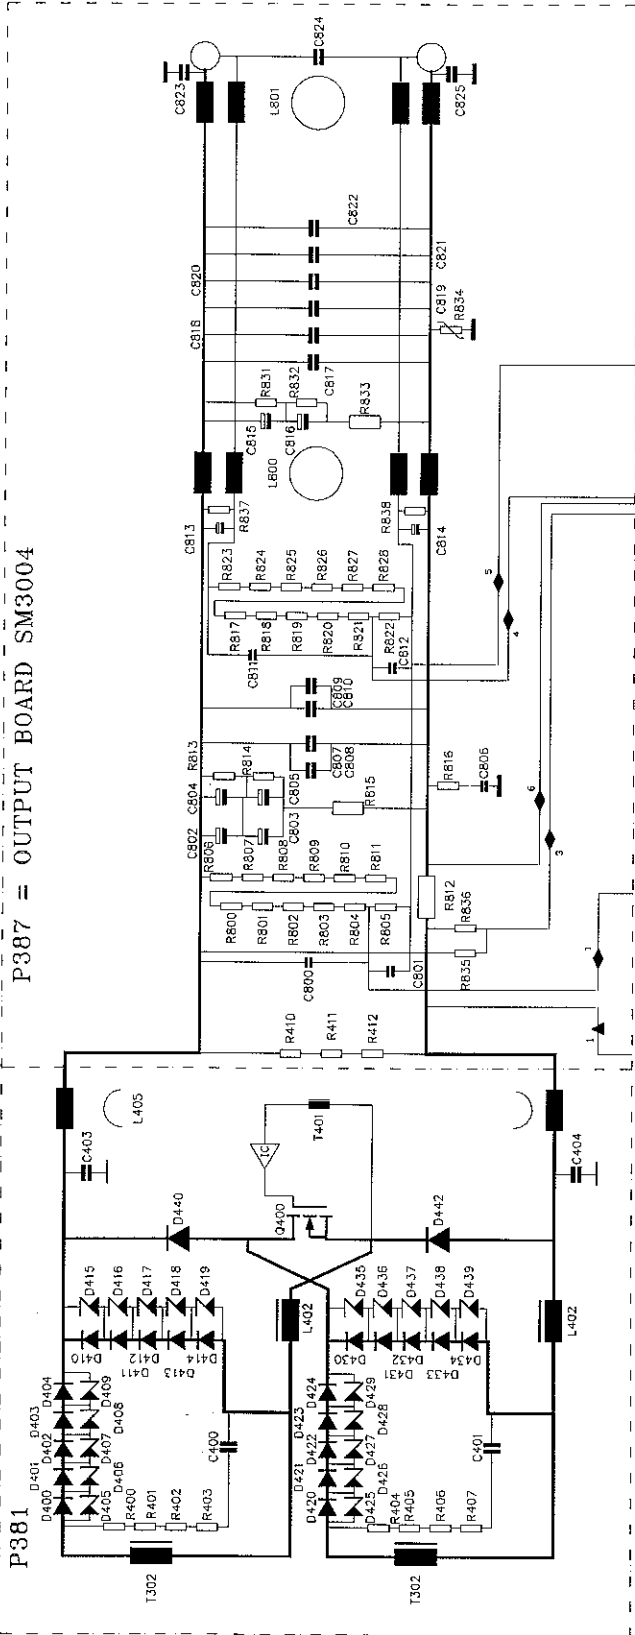 P387 = OUTPUT BOARD SM3004
C824
C823
L801
C825
C822
C820
C821
C818
C819
R834
R831
R832
C817
R833
C815
C816
L800
C813
R837
R838
C814
R823
R824
R825
R826
R827
R828
R817
R818
R819
R820
R821
R822
C811
C812
5
4
C809
C810
R813
R814
C807
C808
C804
C805
R815
R816
C806
C802
C803
6
3
R806
R807
R808
R809
R810
R811
R812
R800
R801
R802
R803
R804
R805
R836
R835
C800
C801
1
1
R410
R411
R412
P381
L405
C403
T401
IC
C404
D440
Q400
D442
D415
D416
D417
D418
D419
D435
D436
D437
D438
D439
L402
L402
D410
D411
D412
D413
D414
D430
D431
D432
D433
D434
D404
D409
D403
D408
D402
D407
D401
D406
D400
D405
C400
D424
D429
D423
D428
D422
D427
D421
D426
D420
D425
C401
R400
R401
R402
R403
R404
R405
R406
R407
T302
T302